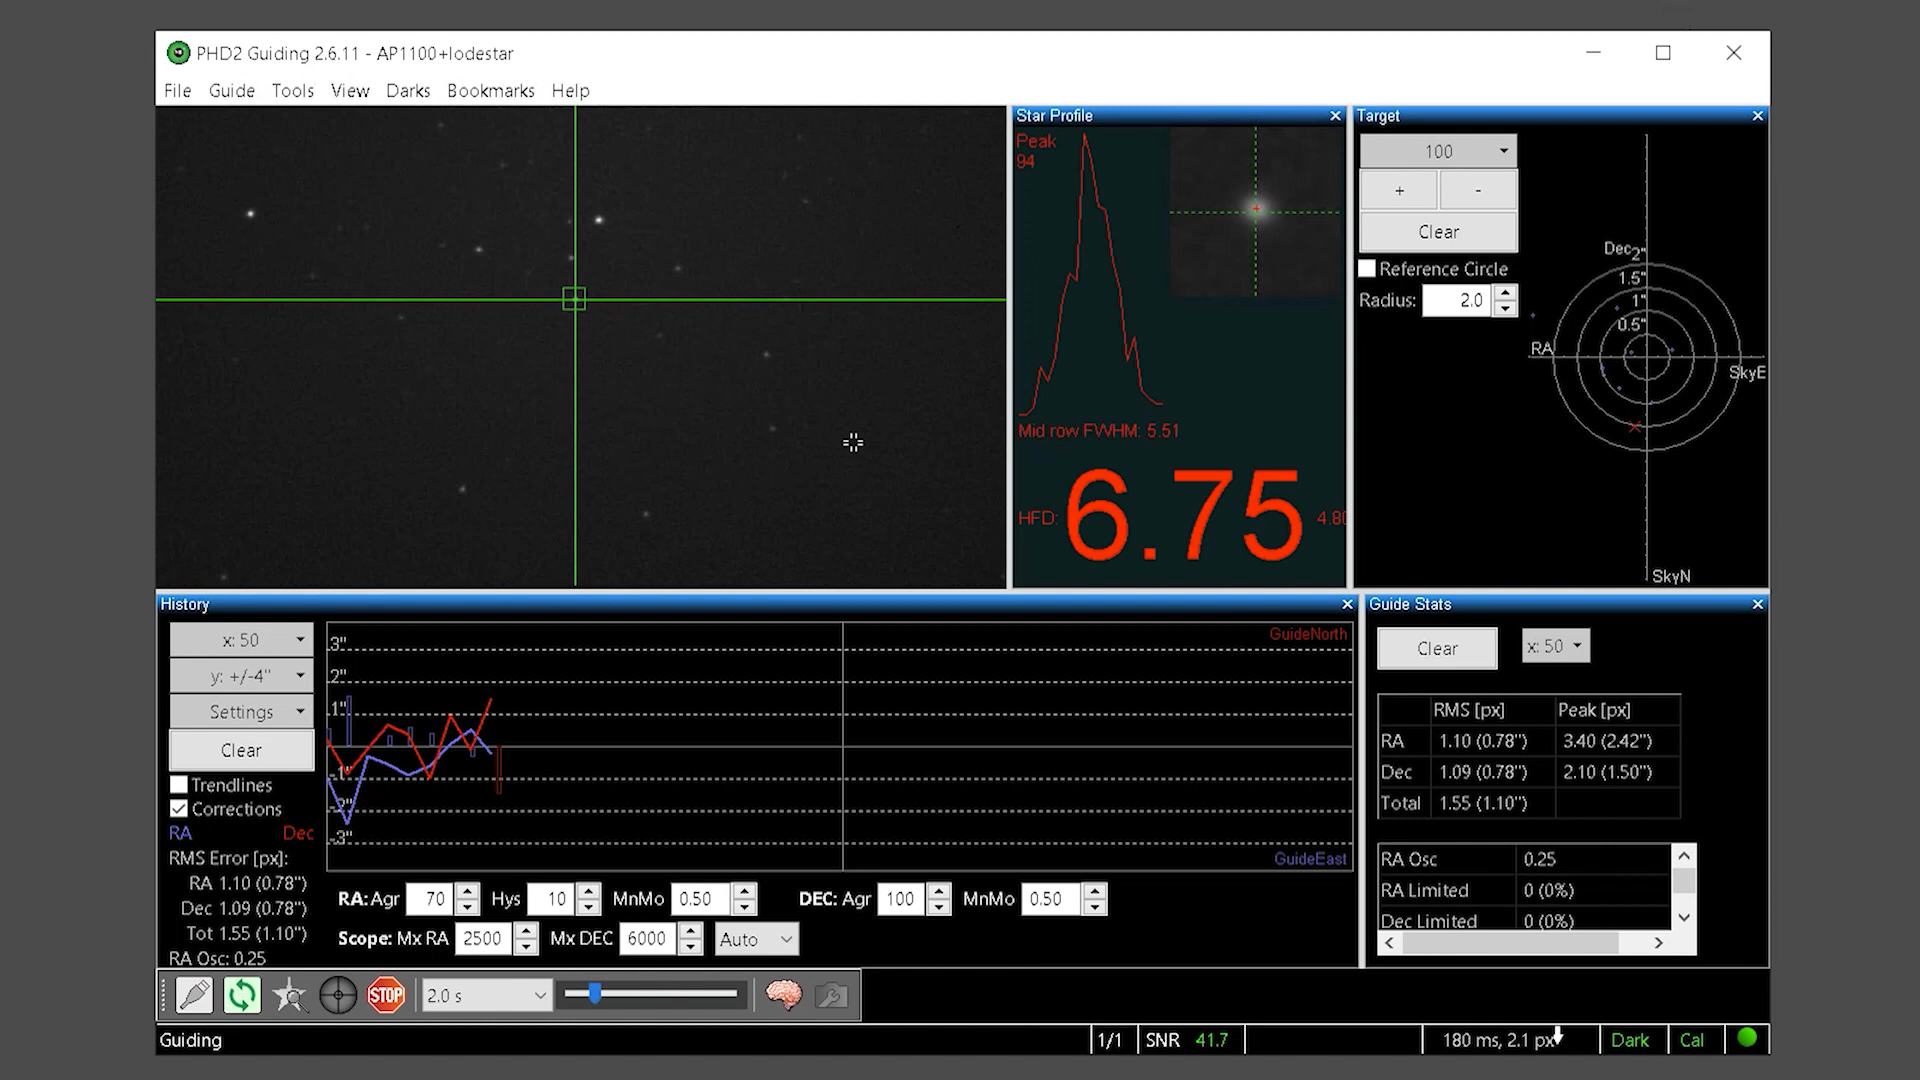 PHD2 Guiding 2.6.11 - AP1100+lodestar
File Guide Tools View Darks Bookmarks Help
Star Profile
Peak
94
Mid row FWHM: 5.51
HFD: 6.75 4.80
Target
100
+ -
Clear
Reference Circle
Radius: 2.0
Dec 2"
1.5"
1"
0.5"
RA
SkyE
SkyN
History
x: 50
y: +/-4"
Settings
Clear
Trendlines
Corrections
RA Dec
RMS Error [px]:
RA 1.10 (0.78")
Dec 1.09 (0.78")
Tot 1.55 (1.10")
RA Osc: 0.25
3"
2"
1"
-1"
-2"
-3"
GuideNorth
GuideEast
RA: Agr 70 Hys 10 MnMo 0.50 DEC: Agr 100 MnMo 0.50
Scope: Mx RA 2500 Mx DEC 6000 Auto
Guide Stats
Clear x: 50
RMS [px] Peak [px]
RA 1.10 (0.78") 3.40 (2.42")
Dec 1.09 (0.78") 2.10 (1.50")
Total 1.55 (1.10")
RA Osc 0.25
RA Limited 0 (0%)
Dec Limited 0 (0%)
STOP 2.0 s
Guiding 1/1 SNR 41.7 180 ms, 2.1 px Dark Cal